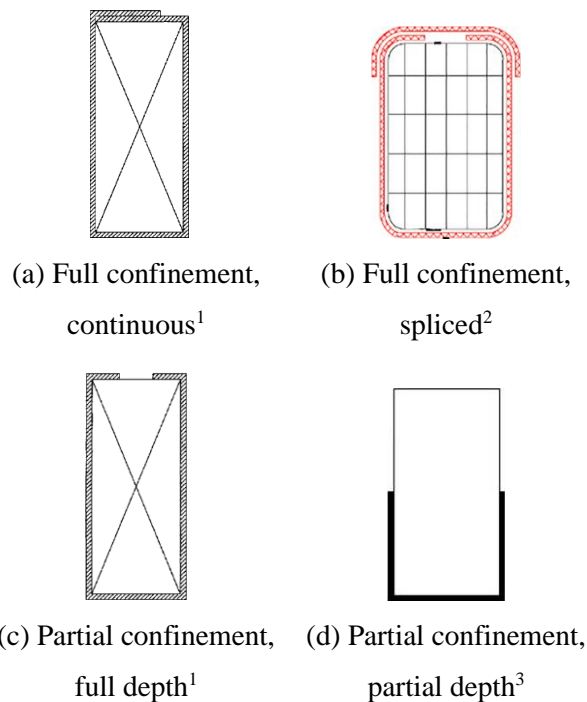 (a) Full confinement,
continuous¹
(b) Full confinement,
spliced²
(c) Partial confinement,
full depth¹
(d) Partial confinement,
partial depth³